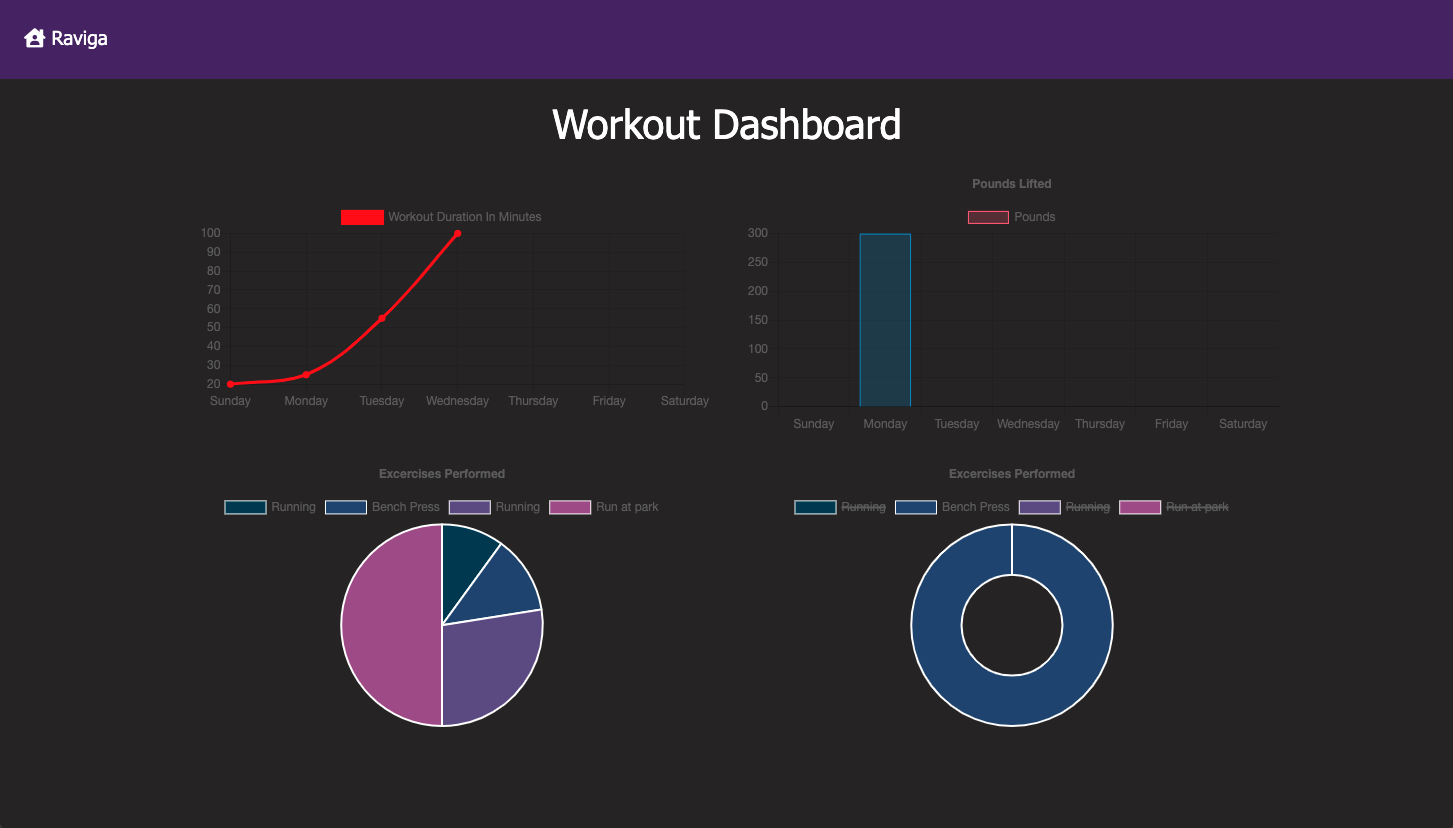 Raviga
Workout Dashboard
Workout Duration In Minutes
100
90
80
70
60
50
40
30
20
Sunday Monday Tuesday Wednesday Thursday Friday Saturday
Pounds Lifted
Pounds
300
250
200
150
100
50
0
Sunday Monday Tuesday Wednesday Thursday Friday Saturday
Excercises Performed
Running Bench Press Running Run at park
Excercises Performed
Running Bench Press Running Run at park